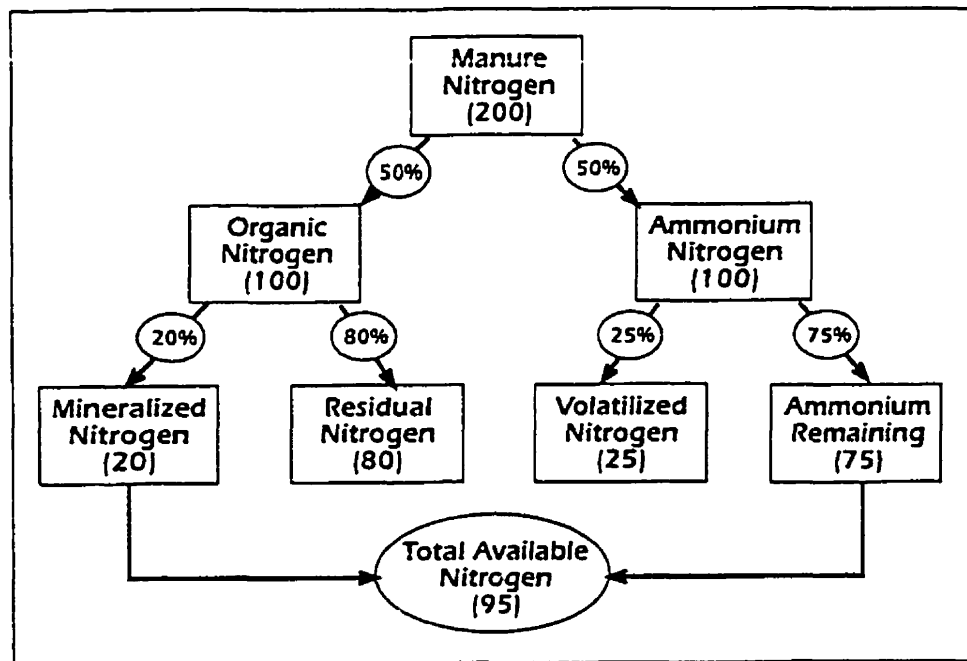 Manure
Nitrogen
(200)
50%
50%
Organic
Nitrogen
(100)
Ammonium
Nitrogen
(100)
20%
80%
25%
75%
Mineralized
Nitrogen
(20)
Residual
Nitrogen
(80)
Volatilized
Nitrogen
(25)
Ammonium
Remaining
(75)
Total Available
Nitrogen
(95)